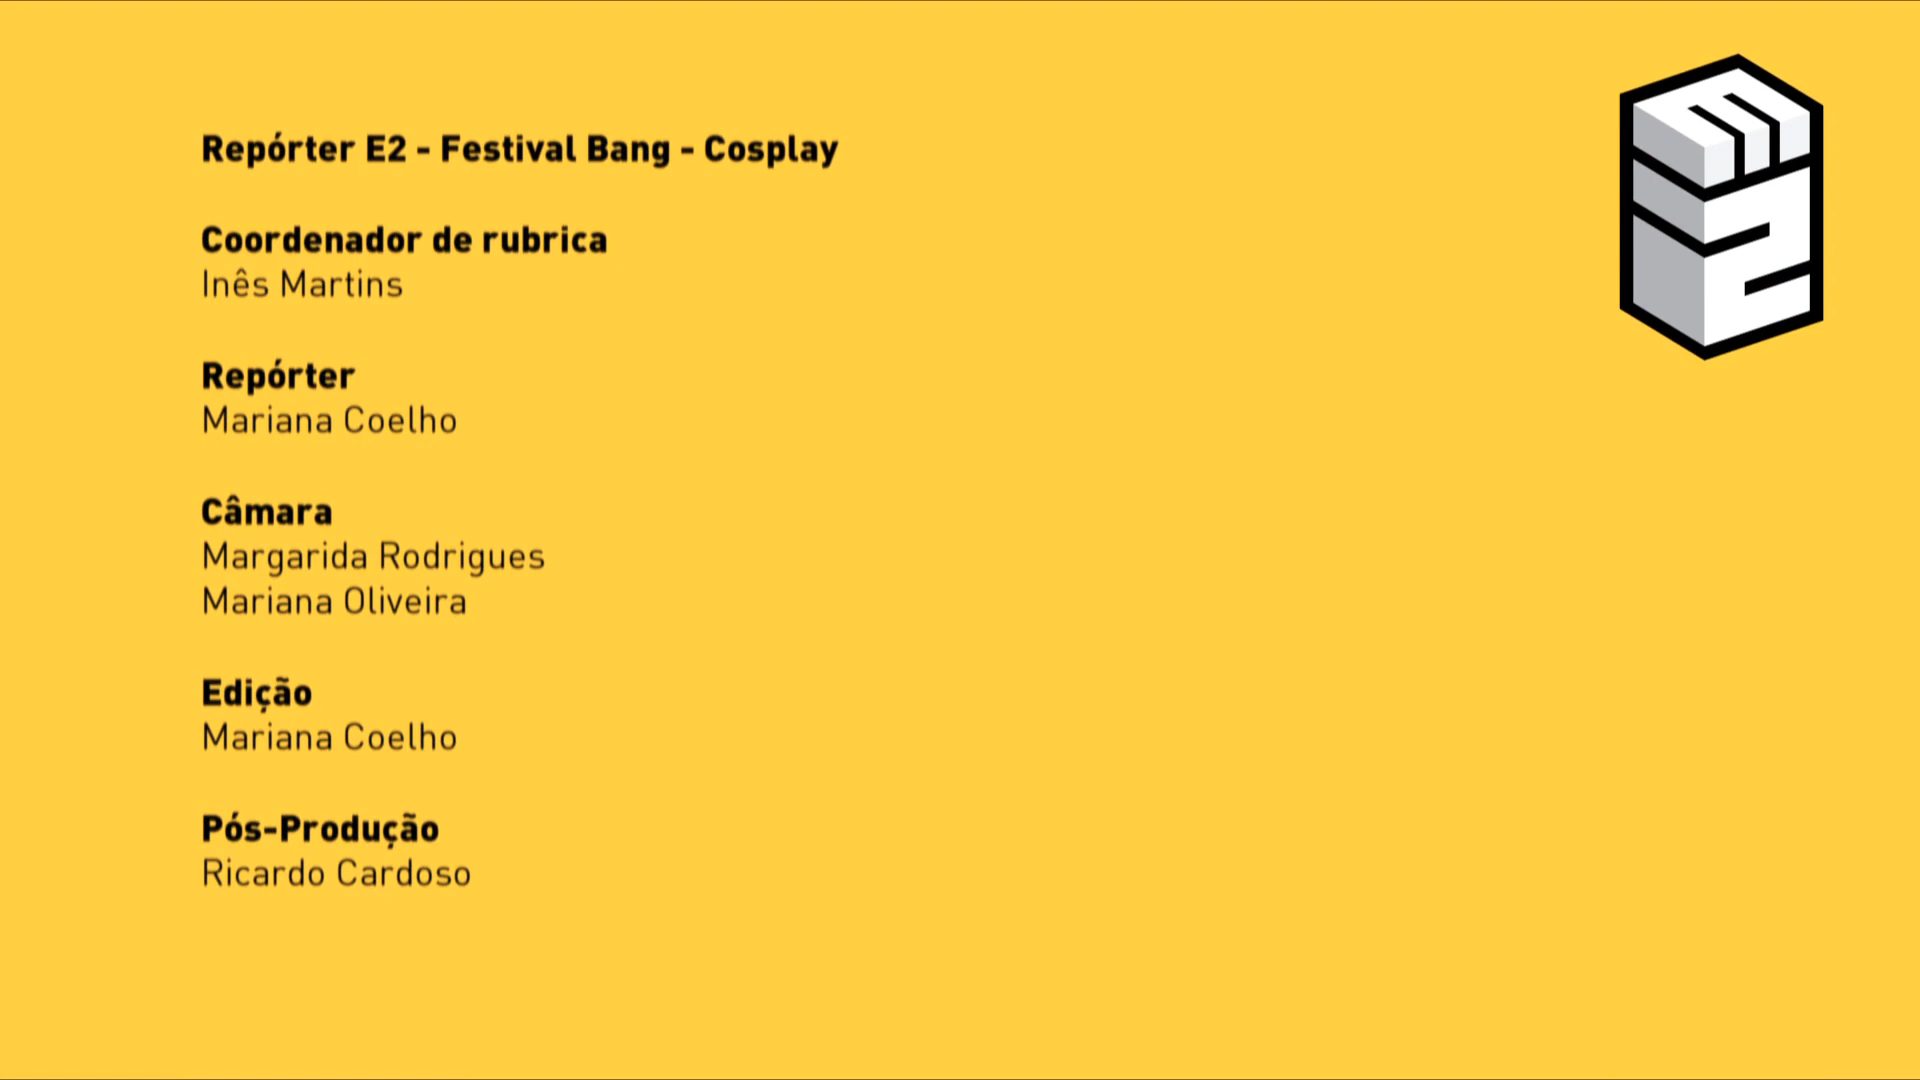 Repórter E2 - Festival Bang - Cosplay
Coordenador de rubrica
Inês Martins
Repórter
Mariana Coelho
Câmara
Margarida Rodrigues
Mariana Oliveira
Edição
Mariana Coelho
Pós-Produção
Ricardo Cardoso
E2